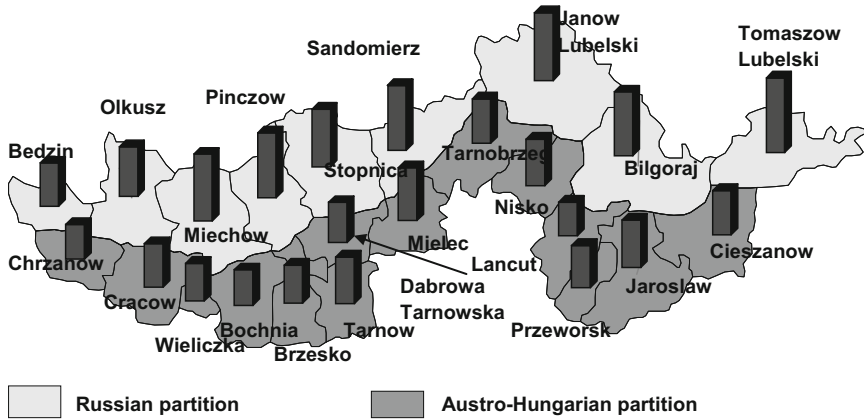 Janow
Lubelski
Tomaszow
Lubelski
Sandomierz
Pinczow
Olkusz
Bedzin
Tarnobrzeg
Stopnica
Bilgoraj
Nisko
Miechow
Mielec
Cieszanow
Chrzanow
Lancut
Jaroslaw
Dabrowa
Tarnowska
Cracow
Bochnia
Tarnow
Przeworsk
Wieliczka
Brzesko
Russian partition
Austro-Hungarian partition